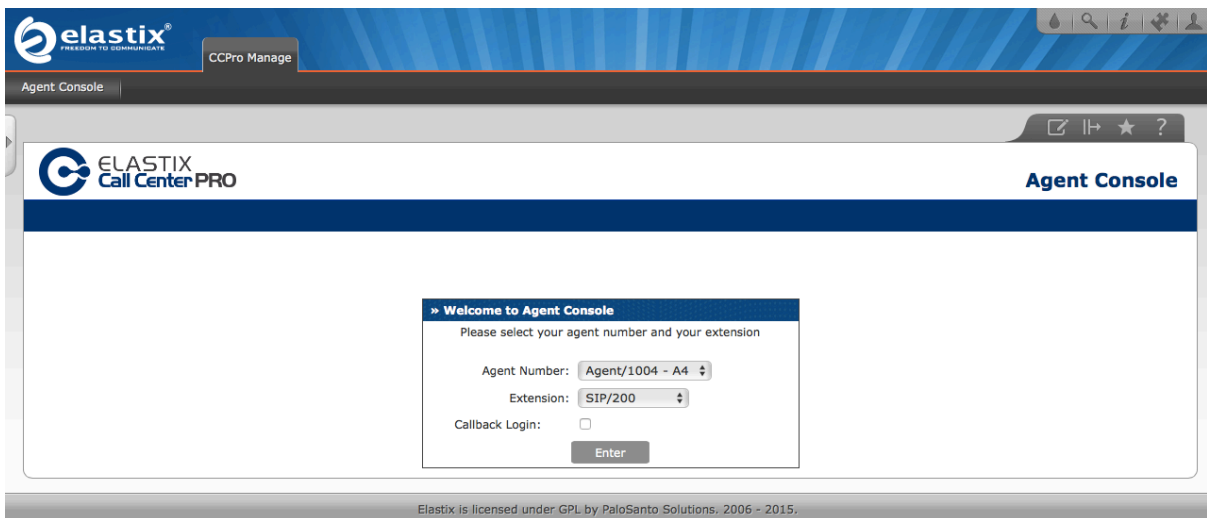 elastix®
FREEDOM TO COMMUNICATE
CCPro Manage
Agent Console
ELASTIX
Call Center PRO
Agent Console
» Welcome to Agent Console
Please select your agent number and your extension
Agent Number: Agent/1004 - A4
Extension: SIP/200
Callback Login:
Enter
Elastix is licensed under GPL by PaloSanto Solutions. 2006 - 2015.